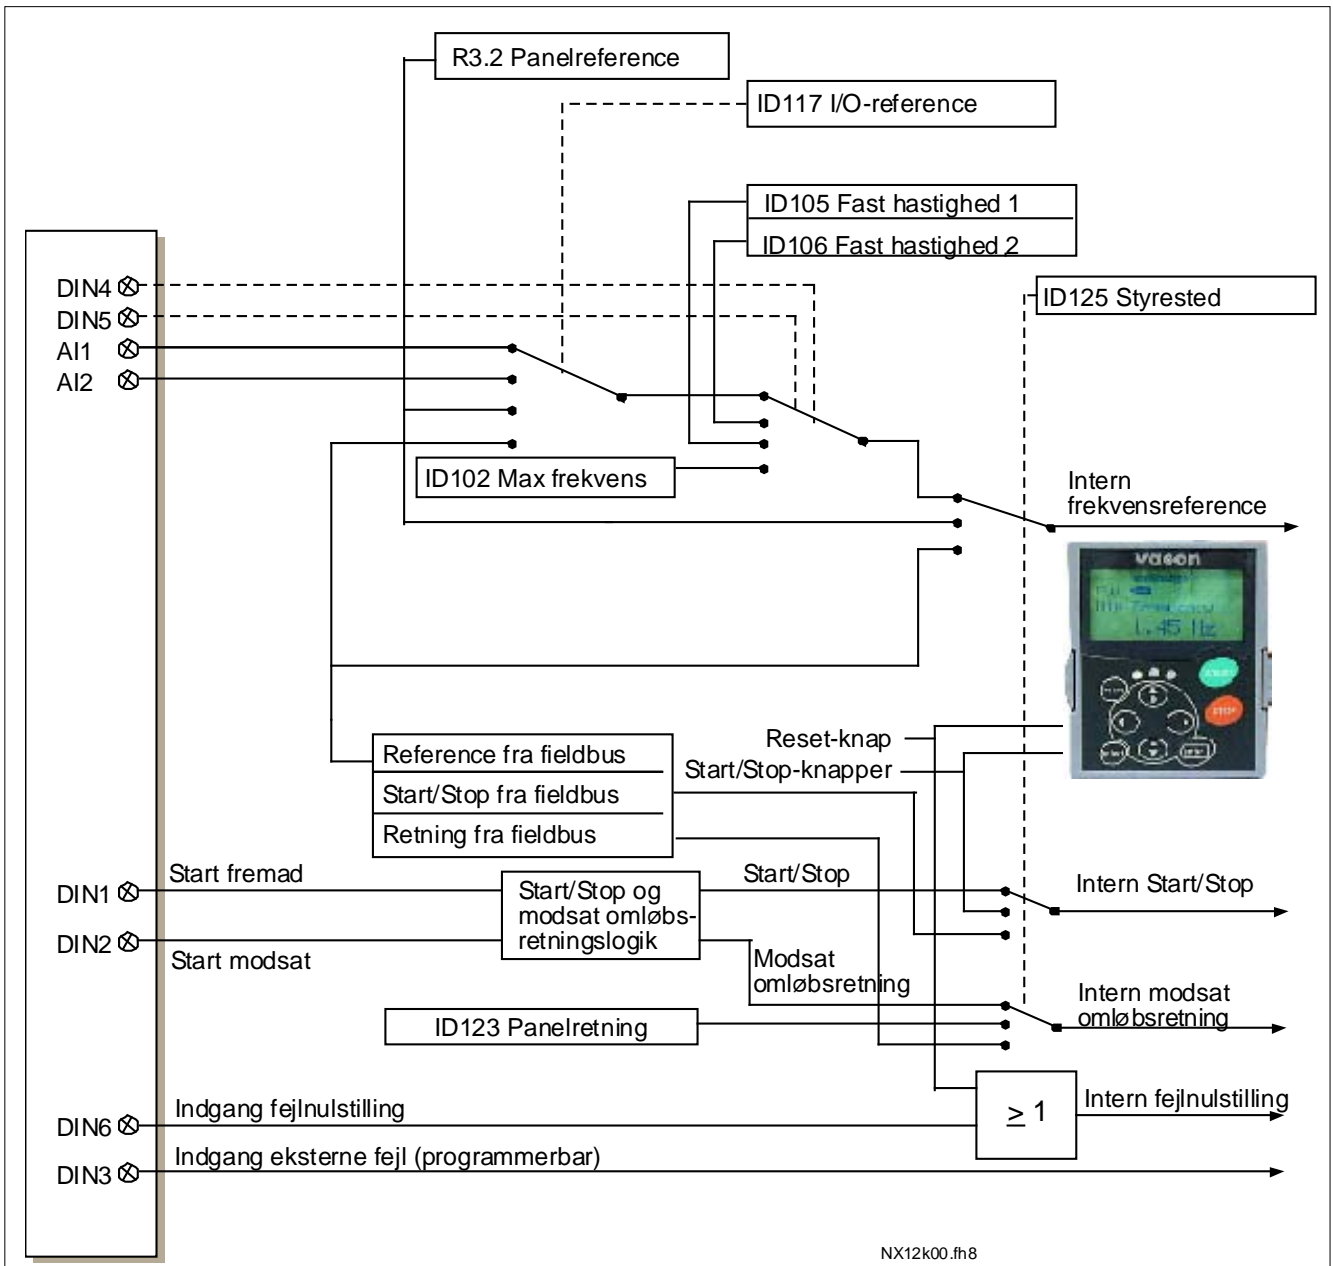 R3.2 Panelreference
ID117 I/O-reference
ID105 Fast hastighed 1
ID106 Fast hastighed 2
ID125 Styrested
DIN4
DIN5
AI1
AI2
ID102 Max frekvens
Intern
frekvensreference
vacon
1.45 Hz
STOP
Reset-knap
Start/Stop-knapper
Reference fra fieldbus
Start/Stop fra fieldbus
Retning fra fieldbus
DIN1
Start fremad
Start/Stop og
modsat omløbs-
retningslogik
Start/Stop
Intern Start/Stop
DIN2
Start modsat
Modsat
omløbsretning
Intern modsat
omløbsretning
ID123 Panelretning
DIN6
Indgang fejlnulstilling
≥ 1
Intern fejlnulstilling
DIN3
Indgang eksterne fejl (programmerbar)
NX12k00.fh8